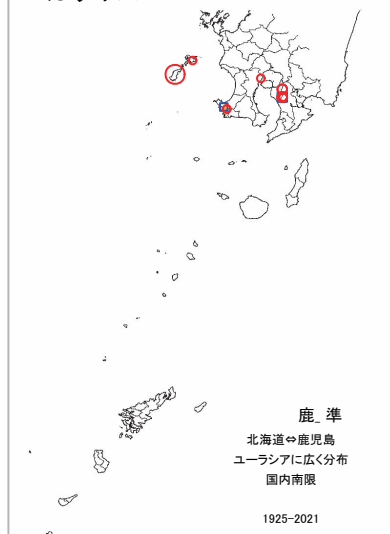 鹿_ 準
北海道⇔鹿児島
ユーラシアに広く分布
国内南限
1925-2021